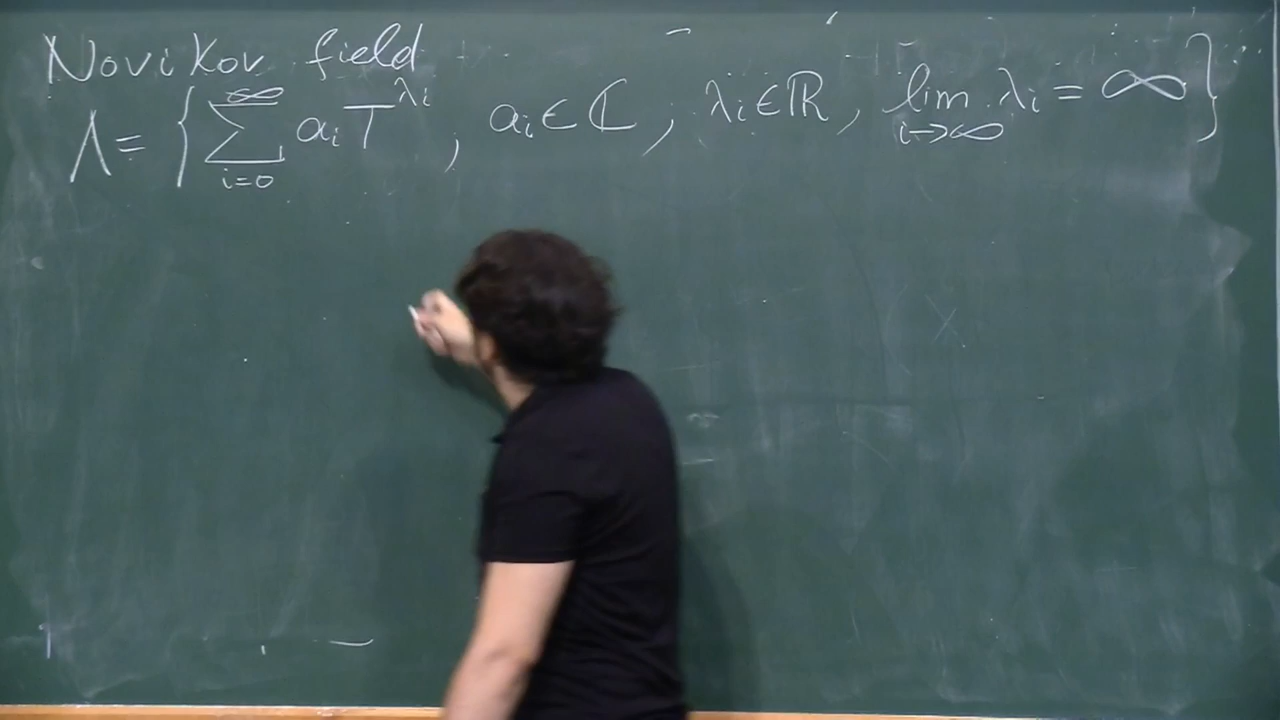 Novikov field
Λ = { ∑_{i=0}^{∞} a_i T^{λ_i} , a_i ∈ ℂ, λ_i ∈ ℝ, lim_{i→∞} λ_i = ∞ }